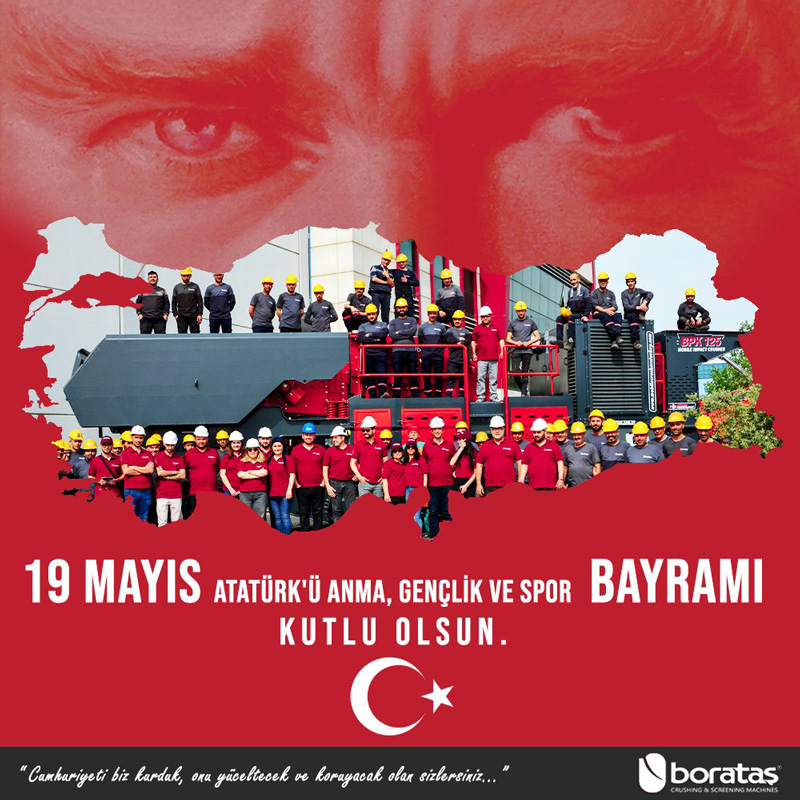 BPK 125
MOBILE IMPACT CRUSHER
19 MAYIS ATATÜRK'Ü ANMA, GENÇLİK VE SPOR BAYRAMI
KUTLU OLSUN.
“Cumhuriyeti biz kurduk, onu yüceltecek ve koruyacak olan sizlersiniz...”
borataş
CRUSHING & SCREENING MACHINES